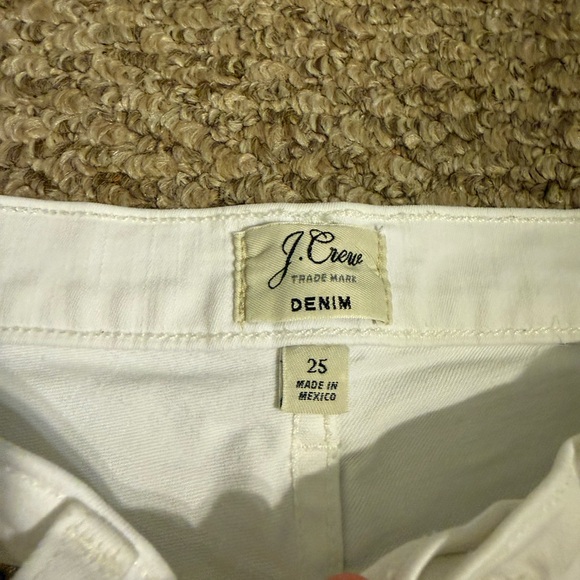 J.Crew
TRADE MARK
DENIM
25
MADE IN
MEXICO